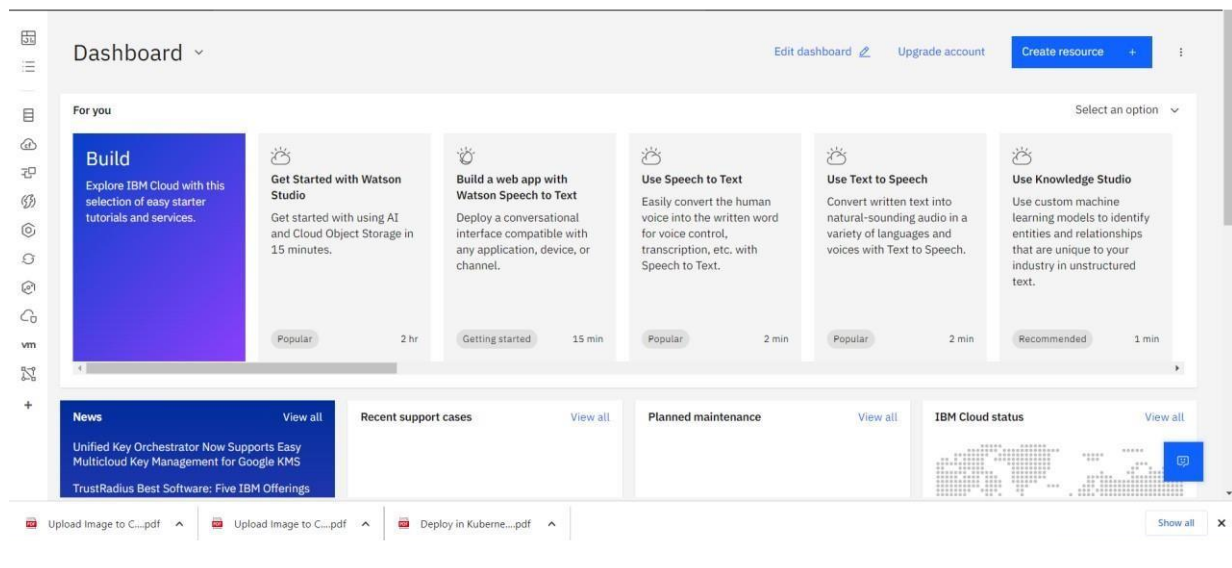 Dashboard
Edit dashboard
Upgrade account
Create resource +
For you
Select an option
Build
Explore IBM Cloud with this
selection of easy starter
tutorials and services.
Get Started with Watson
Studio
Get started with using AI
and Cloud Object Storage in
15 minutes.
Popular 2 hr
Build a web app with
Watson Speech to Text
Deploy a conversational
interface compatible with
any application, device, or
channel.
Getting started 15 min
Use Speech to Text
Easily convert the human
voice into the written word
for voice control,
transcription, etc. with
Speech to Text.
Popular 2 min
Use Text to Speech
Convert written text into
natural-sounding audio in a
variety of languages and
voices with Text to Speech.
Popular 2 min
Use Knowledge Studio
Use custom machine
learning models to identify
entities and relationships
that are unique to your
industry in unstructured
text.
Recommended 1 min
vm
+
News View all
Unified Key Orchestrator Now Supports Easy
Multicloud Key Management for Google KMS
TrustRadius Best Software: Five IBM Offerings
Recent support cases View all
Planned maintenance View all
IBM Cloud status View all
Upload Image to C....pdf
Upload Image to C....pdf
Deploy in Kuberne....pdf
Show all X